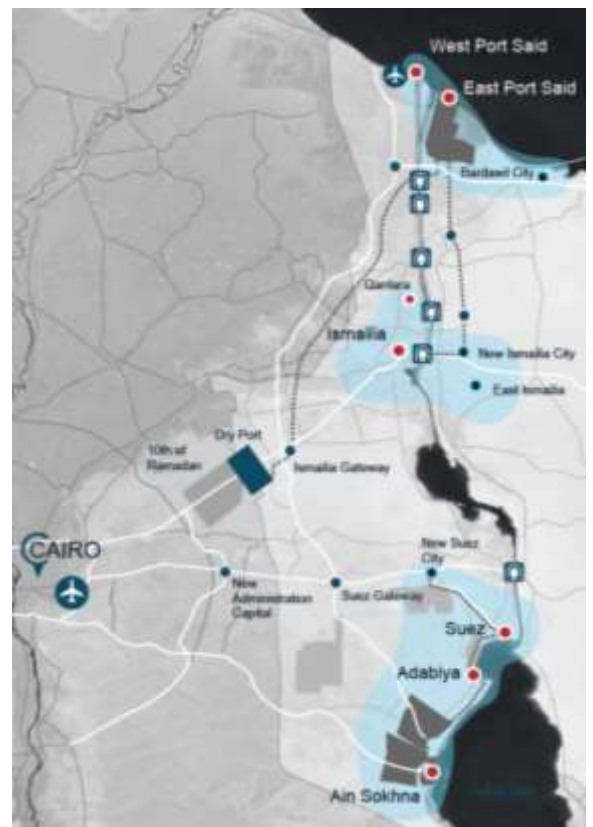 West Port Said
East Port Said
Bardawil City
Qantara
Ismailia
New Ismailia City
East Ismailia
Dry Port
10th of
Ramadan
Ismailia Gateway
CAIRO
New Suez
City
New
Administration
Capital
Suez Gateway
Suez
Adabiya
Ain Sokhna